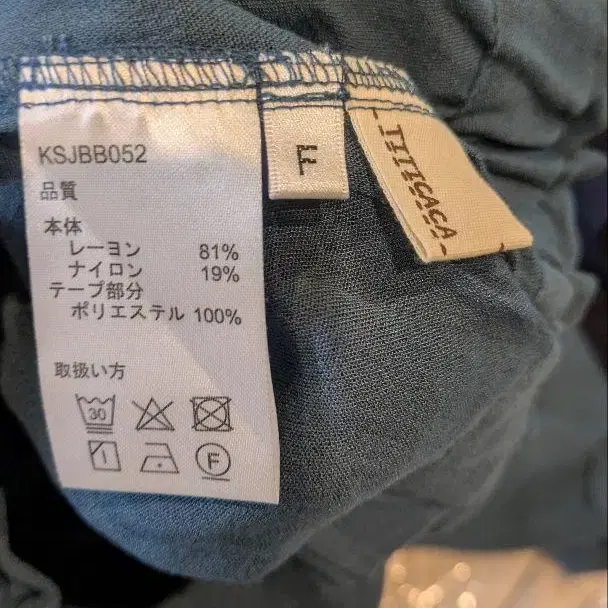 KSJBB052
品質
本体
レーヨン 81%
ナイロン 19%
テープ部分
ポリエステル 100%
取扱い方
30
F
F
TITICACA